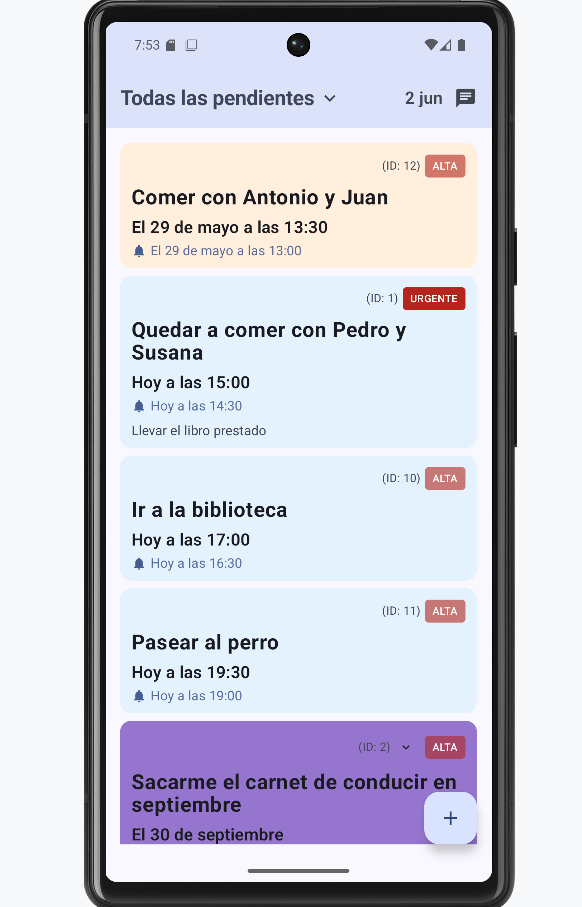 7:53
Todas las pendientes
2 jun
(ID: 12) ALTA
Comer con Antonio y Juan
El 29 de mayo a las 13:30
El 29 de mayo a las 13:00
(ID: 1) URGENTE
Quedar a comer con Pedro y
Susana
Hoy a las 15:00
Hoy a las 14:30
Llevar el libro prestado
(ID: 10) ALTA
Ir a la biblioteca
Hoy a las 17:00
Hoy a las 16:30
(ID: 11) ALTA
Pasear al perro
Hoy a las 19:30
Hoy a las 19:00
(ID: 2) ALTA
Sacarme el carnet de conducir en
septiembre
El 30 de septiembre
+